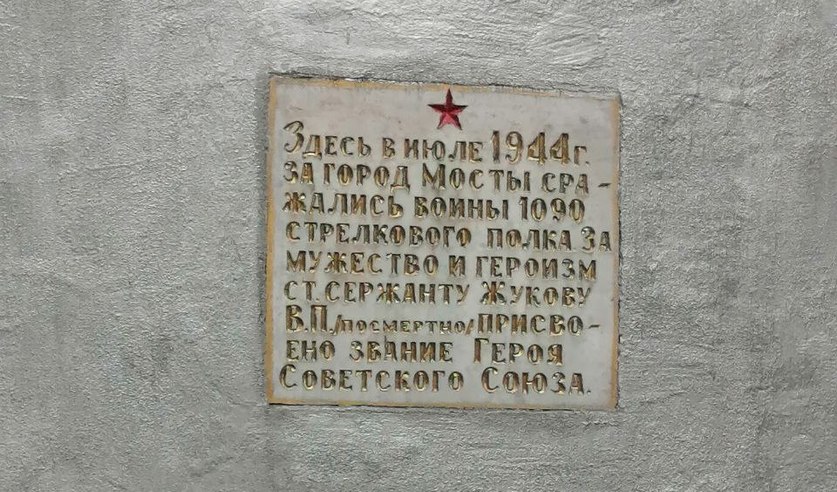 Здесь в июле 1944 г.
за город Мосты сра-
жались воины 1090
стрелкового полка за
мужество и героизм
ст. сержанту Жукову
В.П. /посмертно/ присво-
ено звание Героя
Советского Союза.